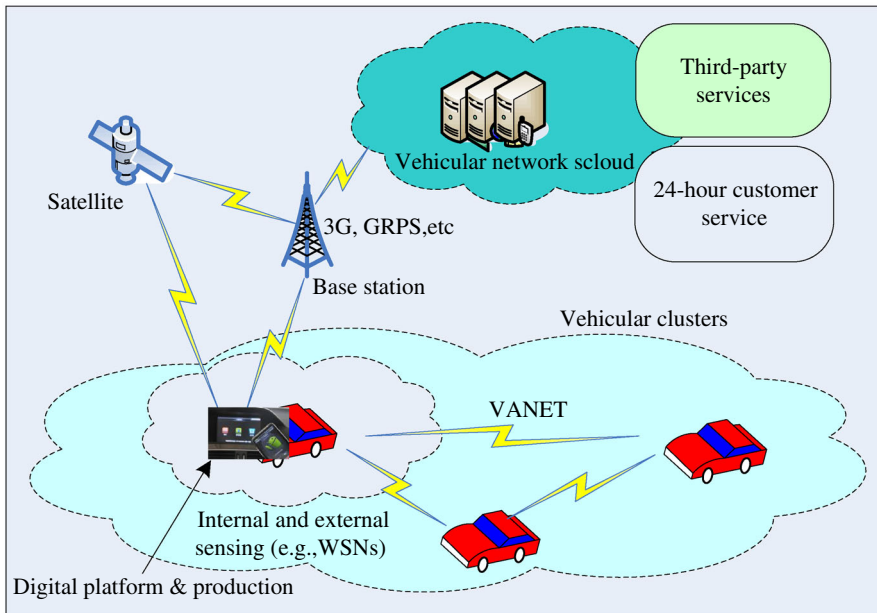 Third-party
services
Vehicular network scloud
24-hour customer
service
Satellite
3G, GRPS,etc
Base station
Vehicular clusters
VANET
Internal and external
sensing (e.g.,WSNs)
Digital platform & production